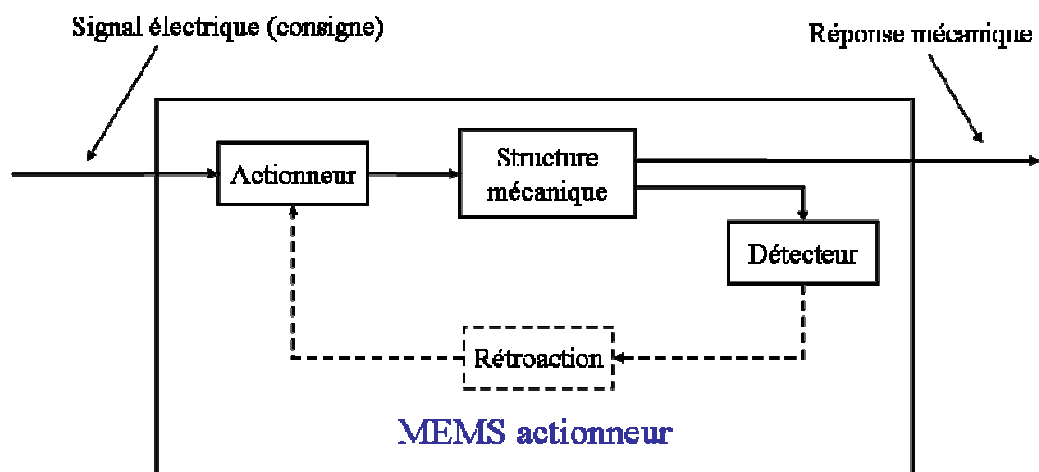 Signal électrique (consigne)
Réponse mécanique
Actionneur
Structure
mécanique
Détecteur
Rétroaction
MEMS actionneur